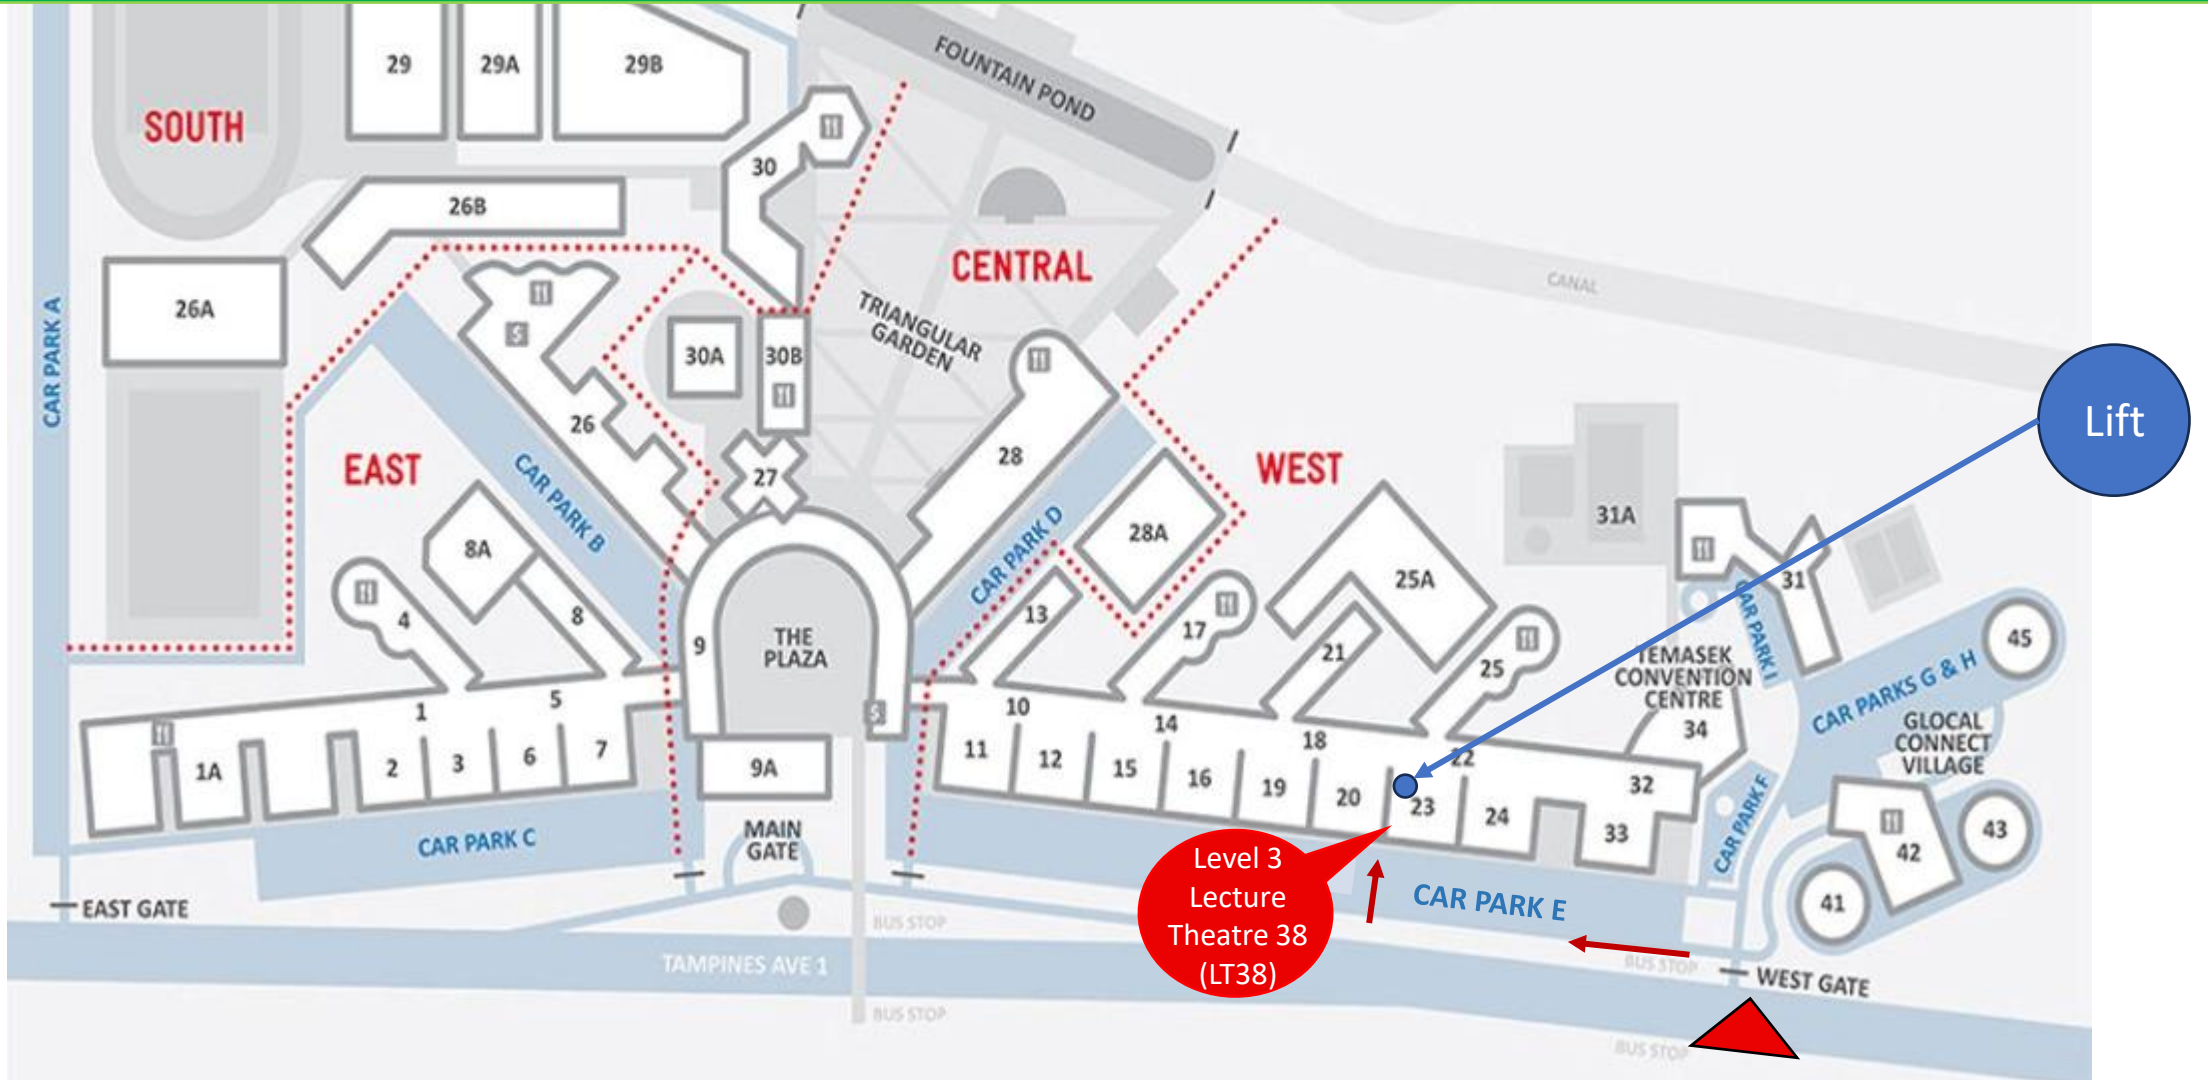 FOUNTAIN POND
29
29A
29B
SOUTH
30
26B
CENTRAL
CANAL
26A
TRIANGULAR
GARDEN
CAR PARK A
S
30A
30B
Lift
26
28
EAST
WEST
27
CAR PARK B
CAR PARK D
31A
28A
8A
25A
31
CAR PARK I
4
8
13
17
9
THE
PLAZA
21
25
45
TEMASEK
CONVENTION
CENTRE
CAR PARKS G & H
1
5
10
14
18
22
S
34
GLOCAL
CONNECT
VILLAGE
1A
2
3
6
7
9A
11
12
15
16
19
20
23
24
32
33
CAR PARK F
CAR PARK C
MAIN
GATE
43
42
41
Level 3
Lecture
Theatre 38
(LT38)
CAR PARK E
EAST GATE
BUS STOP
TAMPINES AVE 1
BUS STOP
WEST GATE
BUS STOP
BUS STOP